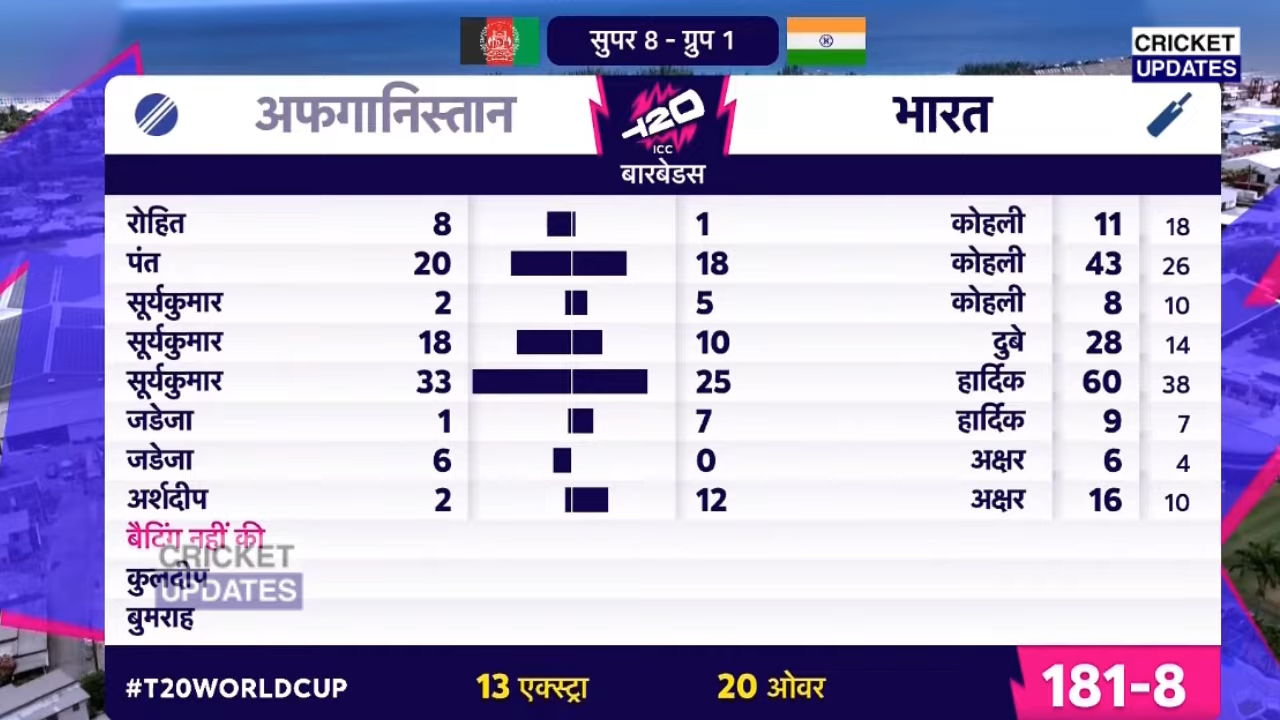 सुपर 8 - ग्रुप 1
CRICKET
UPDATES
अफगानिस्तान
T20
ICC
भारत
बारबेडस
रोहित 8 1 कोहली 11 18
पंत 20 18 कोहली 43 26
सूर्यकुमार 2 5 कोहली 8 10
सूर्यकुमार 18 10 दुबे 28 14
सूर्यकुमार 33 25 हार्दिक 60 38
जडेजा 1 7 हार्दिक 9 7
जडेजा 6 0 अक्षर 6 4
अर्शदीप 2 12 अक्षर 16 10
बैटिंग नहीं की
CRICKET
कुलदीप
UPDATES
बुमराह
#T20WORLDCUP 13 एक्स्ट्रा 20 ओवर 181-8